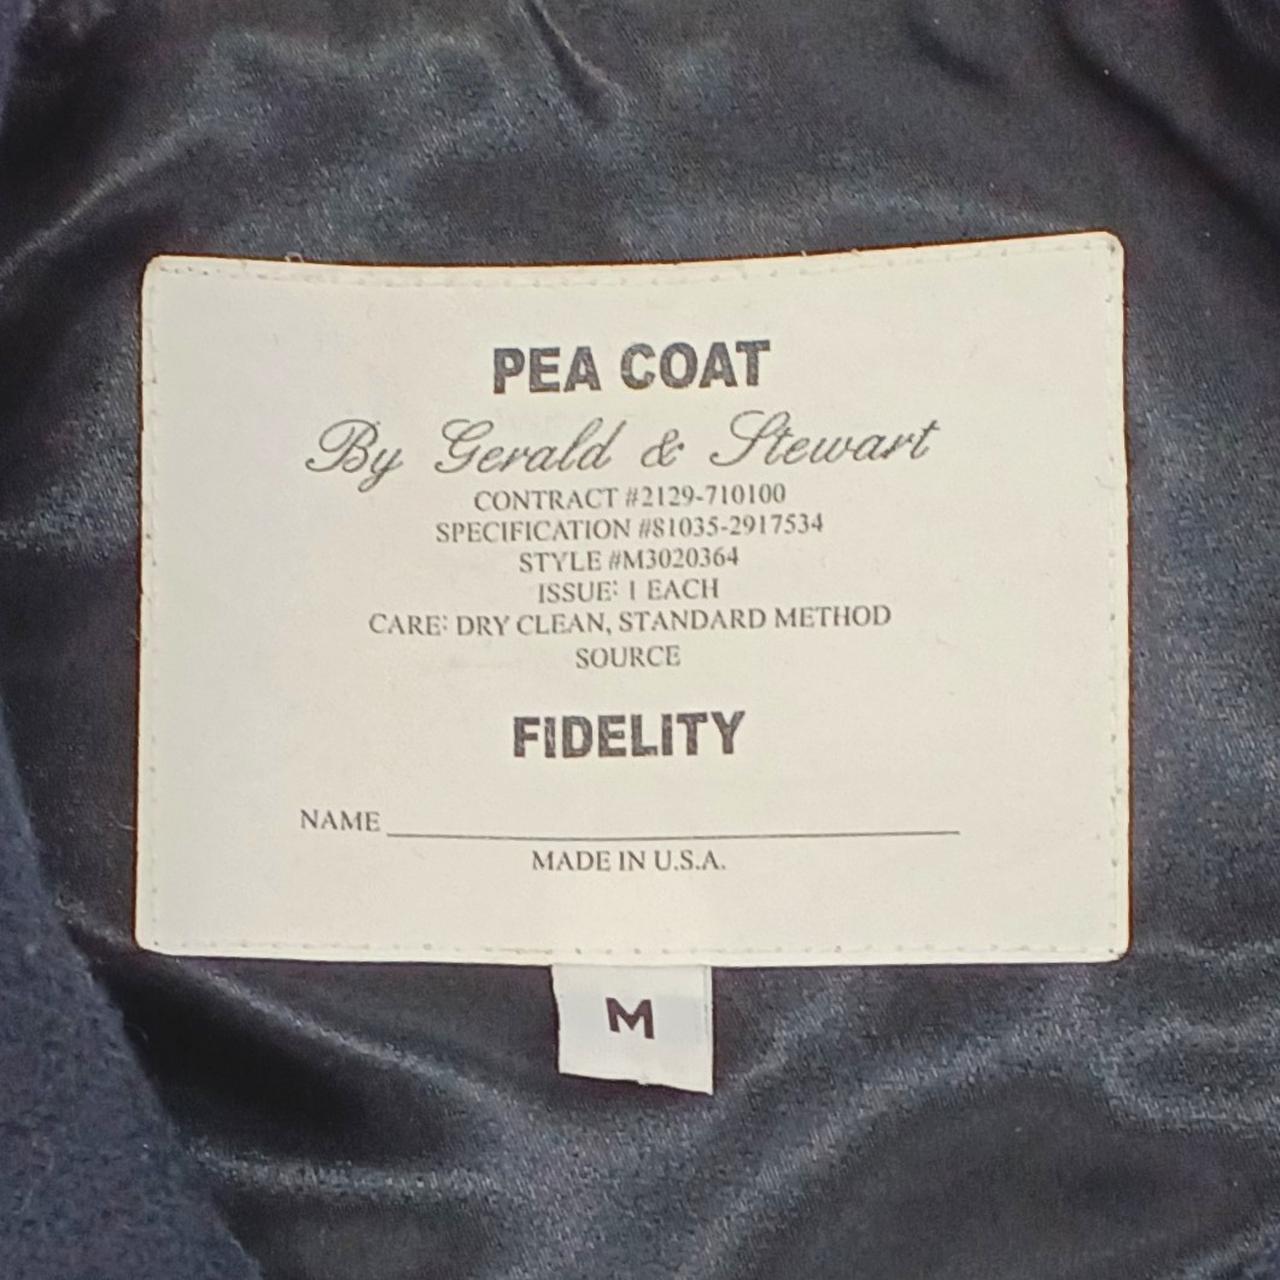 PEA COAT
By Gerald & Stewart
CONTRACT #2129-710100
SPECIFICATION #81035-2917534
STYLE #M3020364
ISSUE: 1 EACH
CARE: DRY CLEAN, STANDARD METHOD
SOURCE
FIDELITY
NAME
MADE IN U.S.A.
M